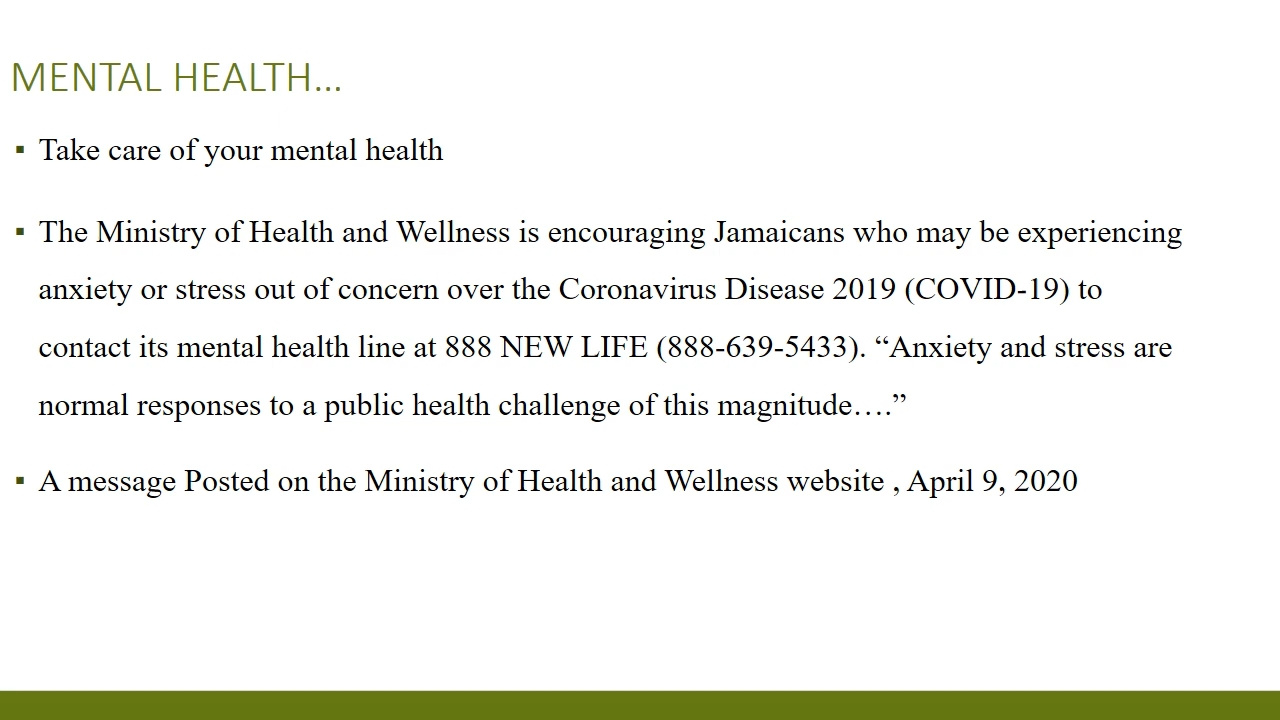 MENTAL HEALTH...
▪ Take care of your mental health
▪ The Ministry of Health and Wellness is encouraging Jamaicans who may be experiencing
anxiety or stress out of concern over the Coronavirus Disease 2019 (COVID-19) to
contact its mental health line at 888 NEW LIFE (888-639-5433). “Anxiety and stress are
normal responses to a public health challenge of this magnitude….”
▪ A message Posted on the Ministry of Health and Wellness website , April 9, 2020